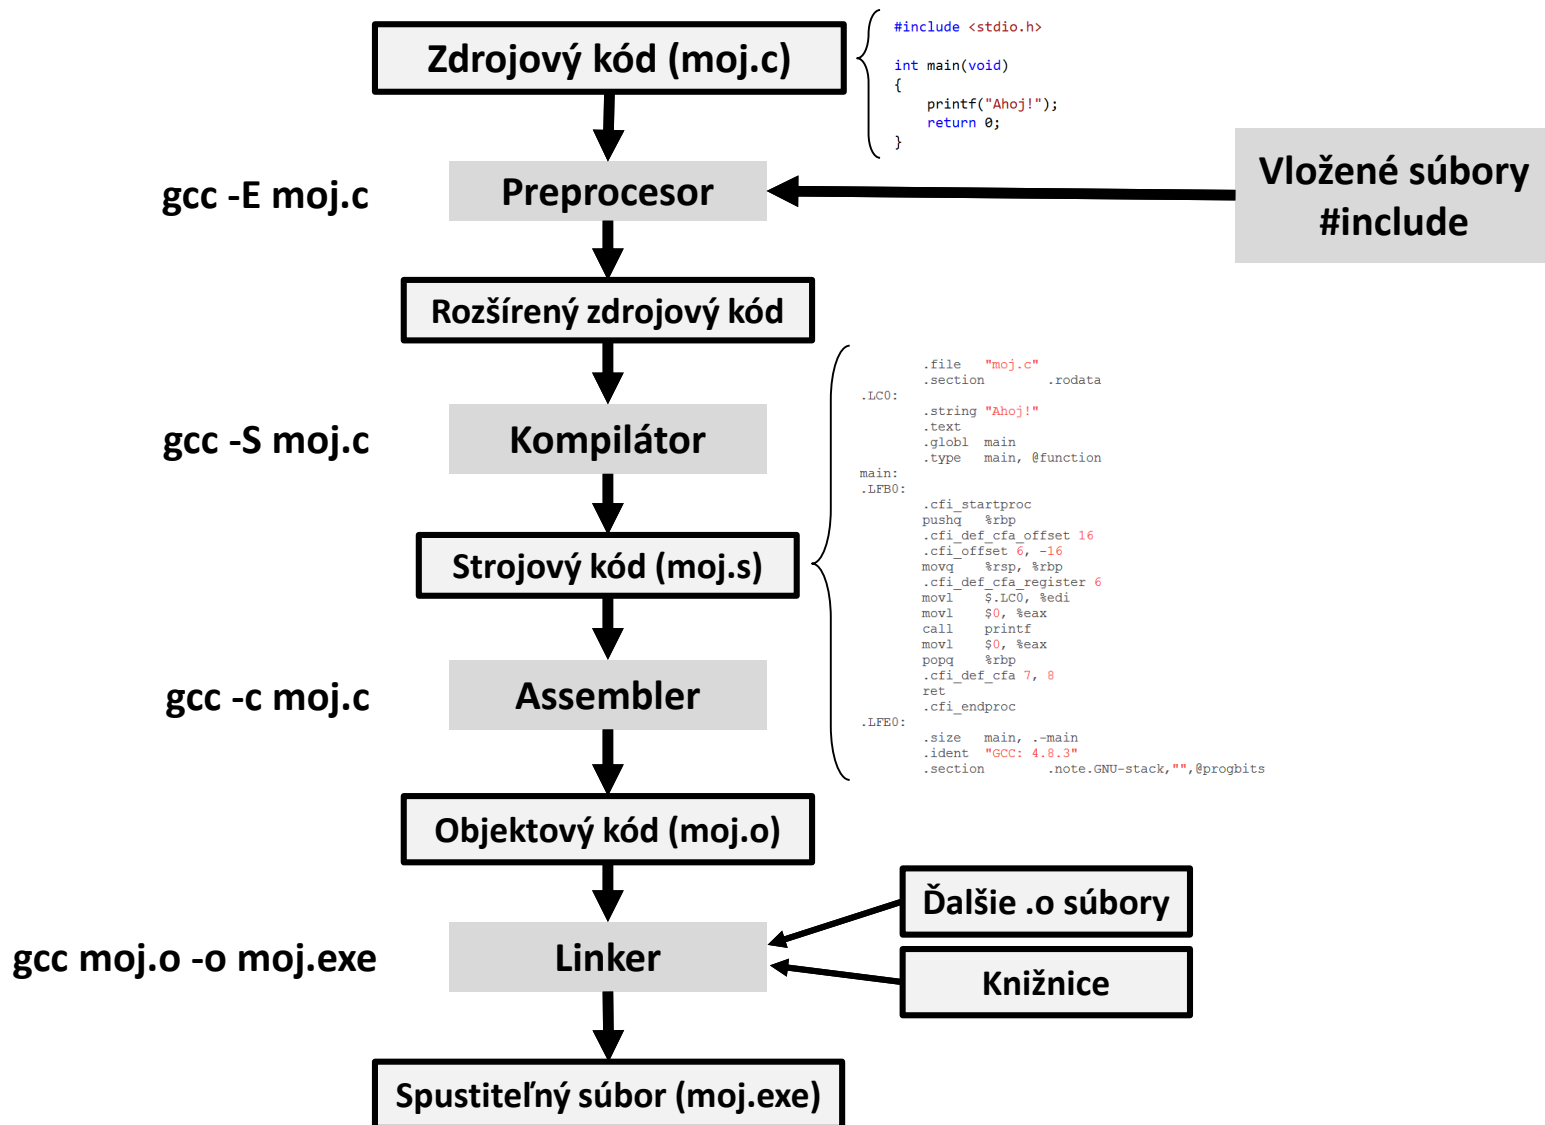 Zdrojový kód (moj.c)
#include <stdio.h>
int main(void)
{
printf("Ahoj!");
return 0;
}
gcc -E moj.c
Preprocesor
Vložené súbory
#include
Rozšírený zdrojový kód
gcc -S moj.c
Kompilátor
Strojový kód (moj.s)
.file "moj.c"
.section .rodata
.LC0:
.string "Ahoj!"
.text
.globl main
.type main, @function
main:
.LFB0:
.cfi_startproc
pushq %rbp
.cfi_def_cfa_offset 16
.cfi_offset 6, -16
movq %rsp, %rbp
.cfi_def_cfa_register 6
movl $.LC0, %edi
movl $0, %eax
call printf
movl $0, %eax
popq %rbp
.cfi_def_cfa 7, 8
ret
.cfi_endproc
.LFE0:
.size main, .-main
.ident "GCC: 4.8.3"
.section .note.GNU-stack,"",@progbits
gcc -c moj.c
Assembler
Objektový kód (moj.o)
gcc moj.o -o moj.exe
Linker
Ďalšie .o súbory
Knižnice
Spustiteľný súbor (moj.exe)